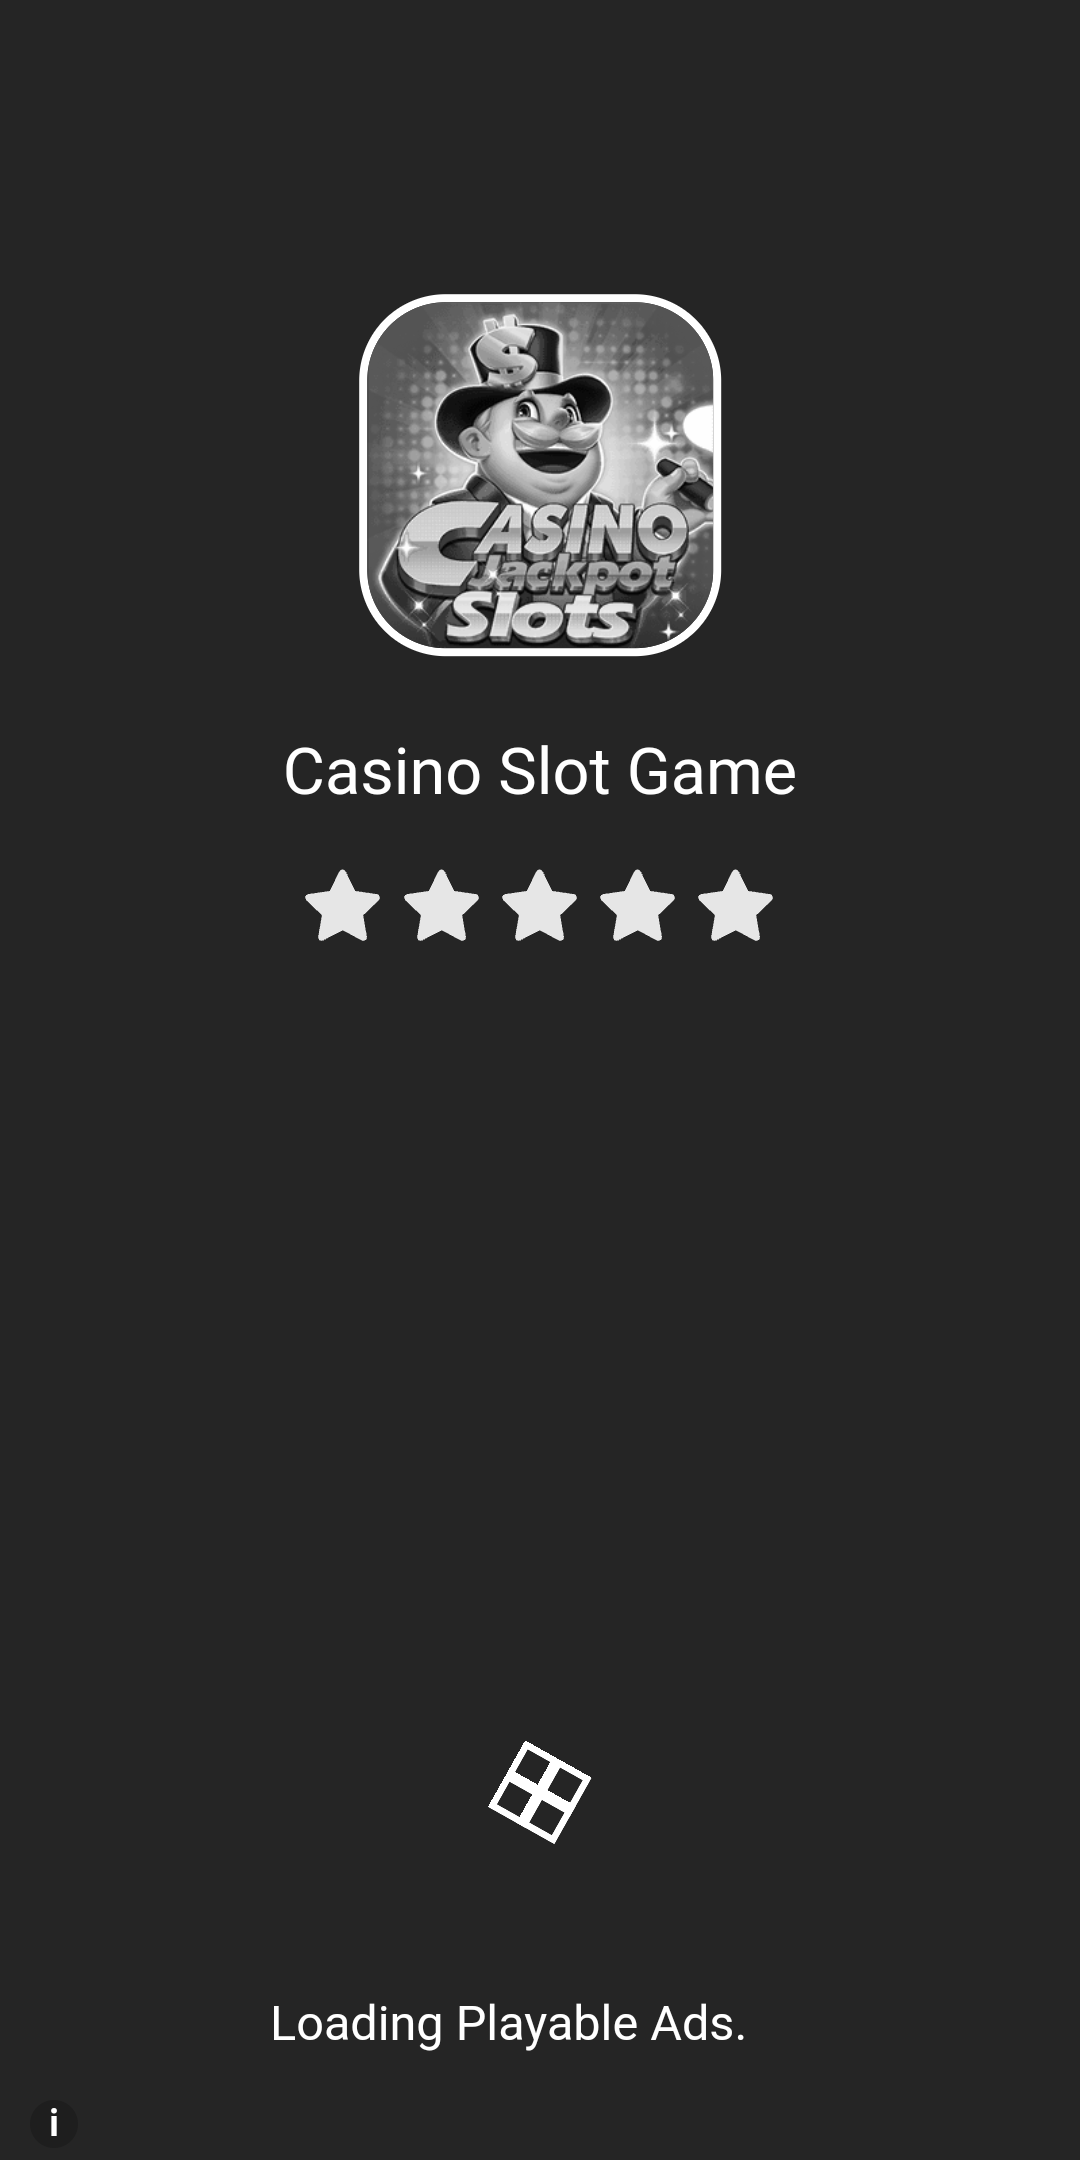 $
CASINO
Jackpot
Slots
Casino Slot Game
Loading Playable Ads.
i